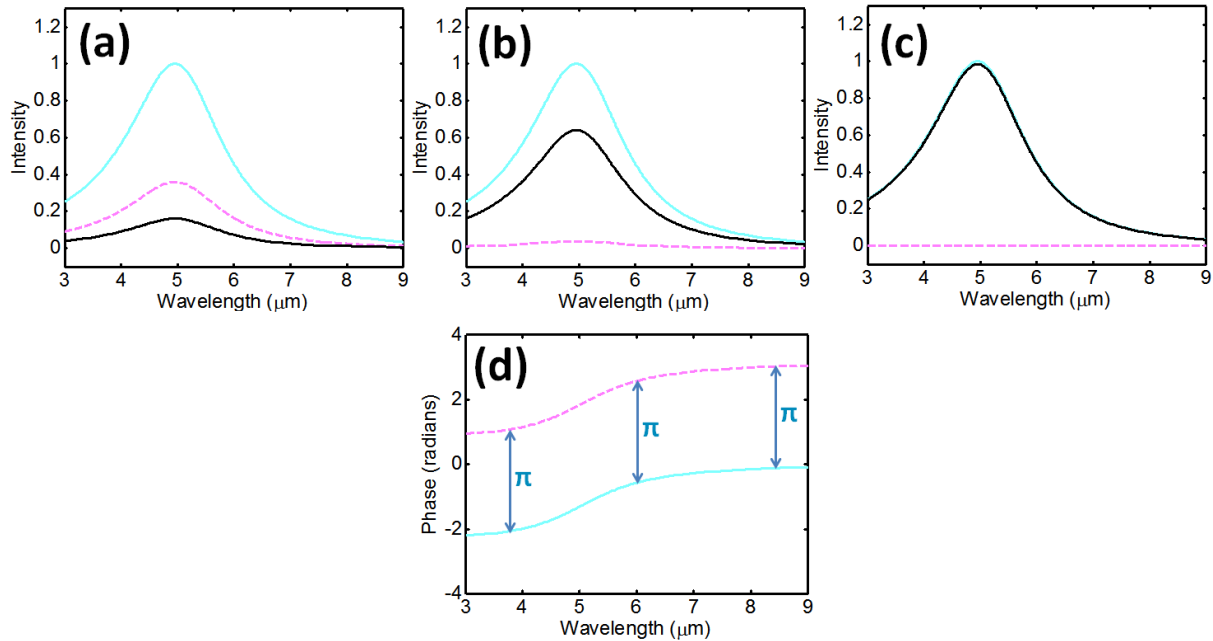 (a)
1.2
1
0.8
0.6
0.4
0.2
0
Intensity
3 4 5 6 7 8 9
Wavelength (μm)
(b)
1.2
1
0.8
0.6
0.4
0.2
0
Intensity
3 4 5 6 7 8 9
Wavelength (μm)
(c)
1.2
1
0.8
0.6
0.4
0.2
0
Intensity
3 4 5 6 7 8 9
Wavelength (μm)
(d)
4
2
0
-2
-4
Phase (radians)
π π π
3 4 5 6 7 8 9
Wavelength (μm)